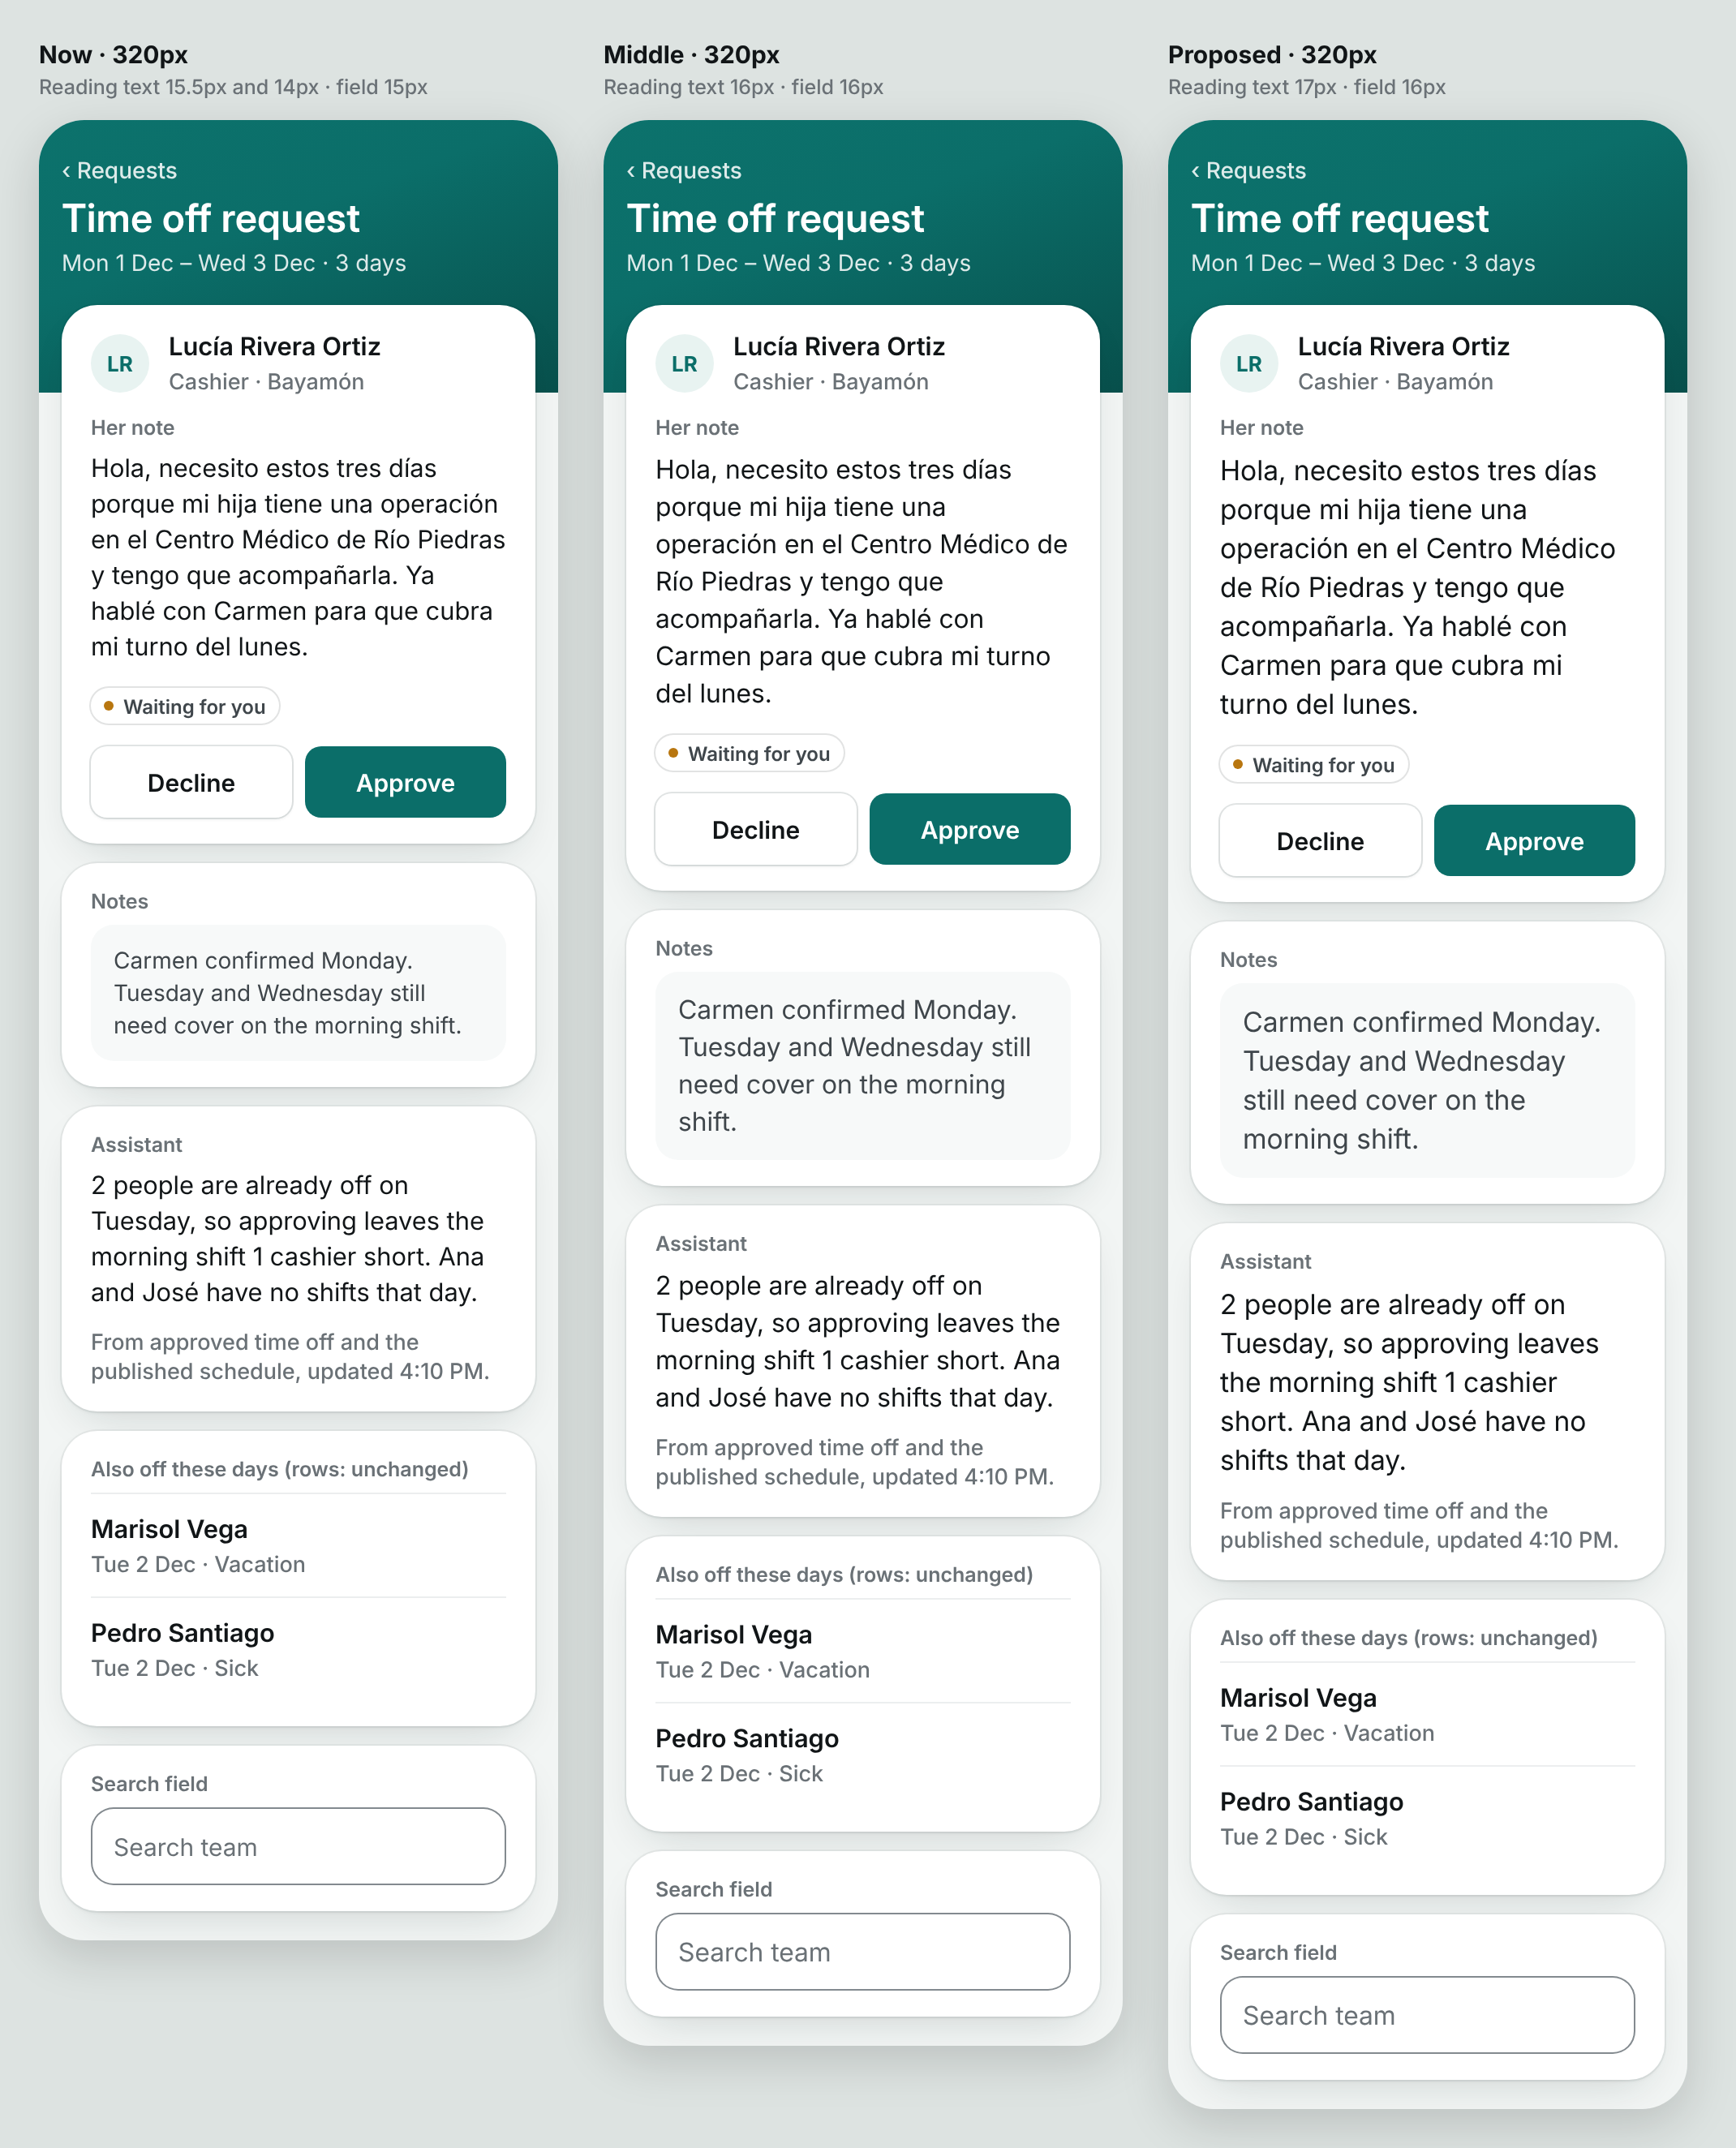 Now · 320px
Reading text 15.5px and 14px · field 15px
‹ Requests
Time off request
Mon 1 Dec – Wed 3 Dec · 3 days
LR
Lucía Rivera Ortiz
Cashier · Bayamón
Her note
Hola, necesito estos tres días
porque mi hija tiene una operación
en el Centro Médico de Río Piedras
y tengo que acompañarla. Ya
hablé con Carmen para que cubra
mi turno del lunes.
Waiting for you
Decline
Approve
Notes
Carmen confirmed Monday.
Tuesday and Wednesday still
need cover on the morning shift.
Assistant
2 people are already off on
Tuesday, so approving leaves the
morning shift 1 cashier short. Ana
and José have no shifts that day.
From approved time off and the
published schedule, updated 4:10 PM.
Also off these days (rows: unchanged)
Marisol Vega
Tue 2 Dec · Vacation
Pedro Santiago
Tue 2 Dec · Sick
Search field
Search team
Middle · 320px
Reading text 16px · field 16px
‹ Requests
Time off request
Mon 1 Dec – Wed 3 Dec · 3 days
LR
Lucía Rivera Ortiz
Cashier · Bayamón
Her note
Hola, necesito estos tres días
porque mi hija tiene una
operación en el Centro Médico de
Río Piedras y tengo que
acompañarla. Ya hablé con
Carmen para que cubra mi turno
del lunes.
Waiting for you
Decline
Approve
Notes
Carmen confirmed Monday.
Tuesday and Wednesday still
need cover on the morning
shift.
Assistant
2 people are already off on
Tuesday, so approving leaves the
morning shift 1 cashier short. Ana
and José have no shifts that day.
From approved time off and the
published schedule, updated 4:10 PM.
Also off these days (rows: unchanged)
Marisol Vega
Tue 2 Dec · Vacation
Pedro Santiago
Tue 2 Dec · Sick
Search field
Search team
Proposed · 320px
Reading text 17px · field 16px
‹ Requests
Time off request
Mon 1 Dec – Wed 3 Dec · 3 days
LR
Lucía Rivera Ortiz
Cashier · Bayamón
Her note
Hola, necesito estos tres días
porque mi hija tiene una
operación en el Centro Médico
de Río Piedras y tengo que
acompañarla. Ya hablé con
Carmen para que cubra mi
turno del lunes.
Waiting for you
Decline
Approve
Notes
Carmen confirmed Monday.
Tuesday and Wednesday
still need cover on the
morning shift.
Assistant
2 people are already off on
Tuesday, so approving leaves
the morning shift 1 cashier
short. Ana and José have no
shifts that day.
From approved time off and the
published schedule, updated 4:10 PM.
Also off these days (rows: unchanged)
Marisol Vega
Tue 2 Dec · Vacation
Pedro Santiago
Tue 2 Dec · Sick
Search field
Search team